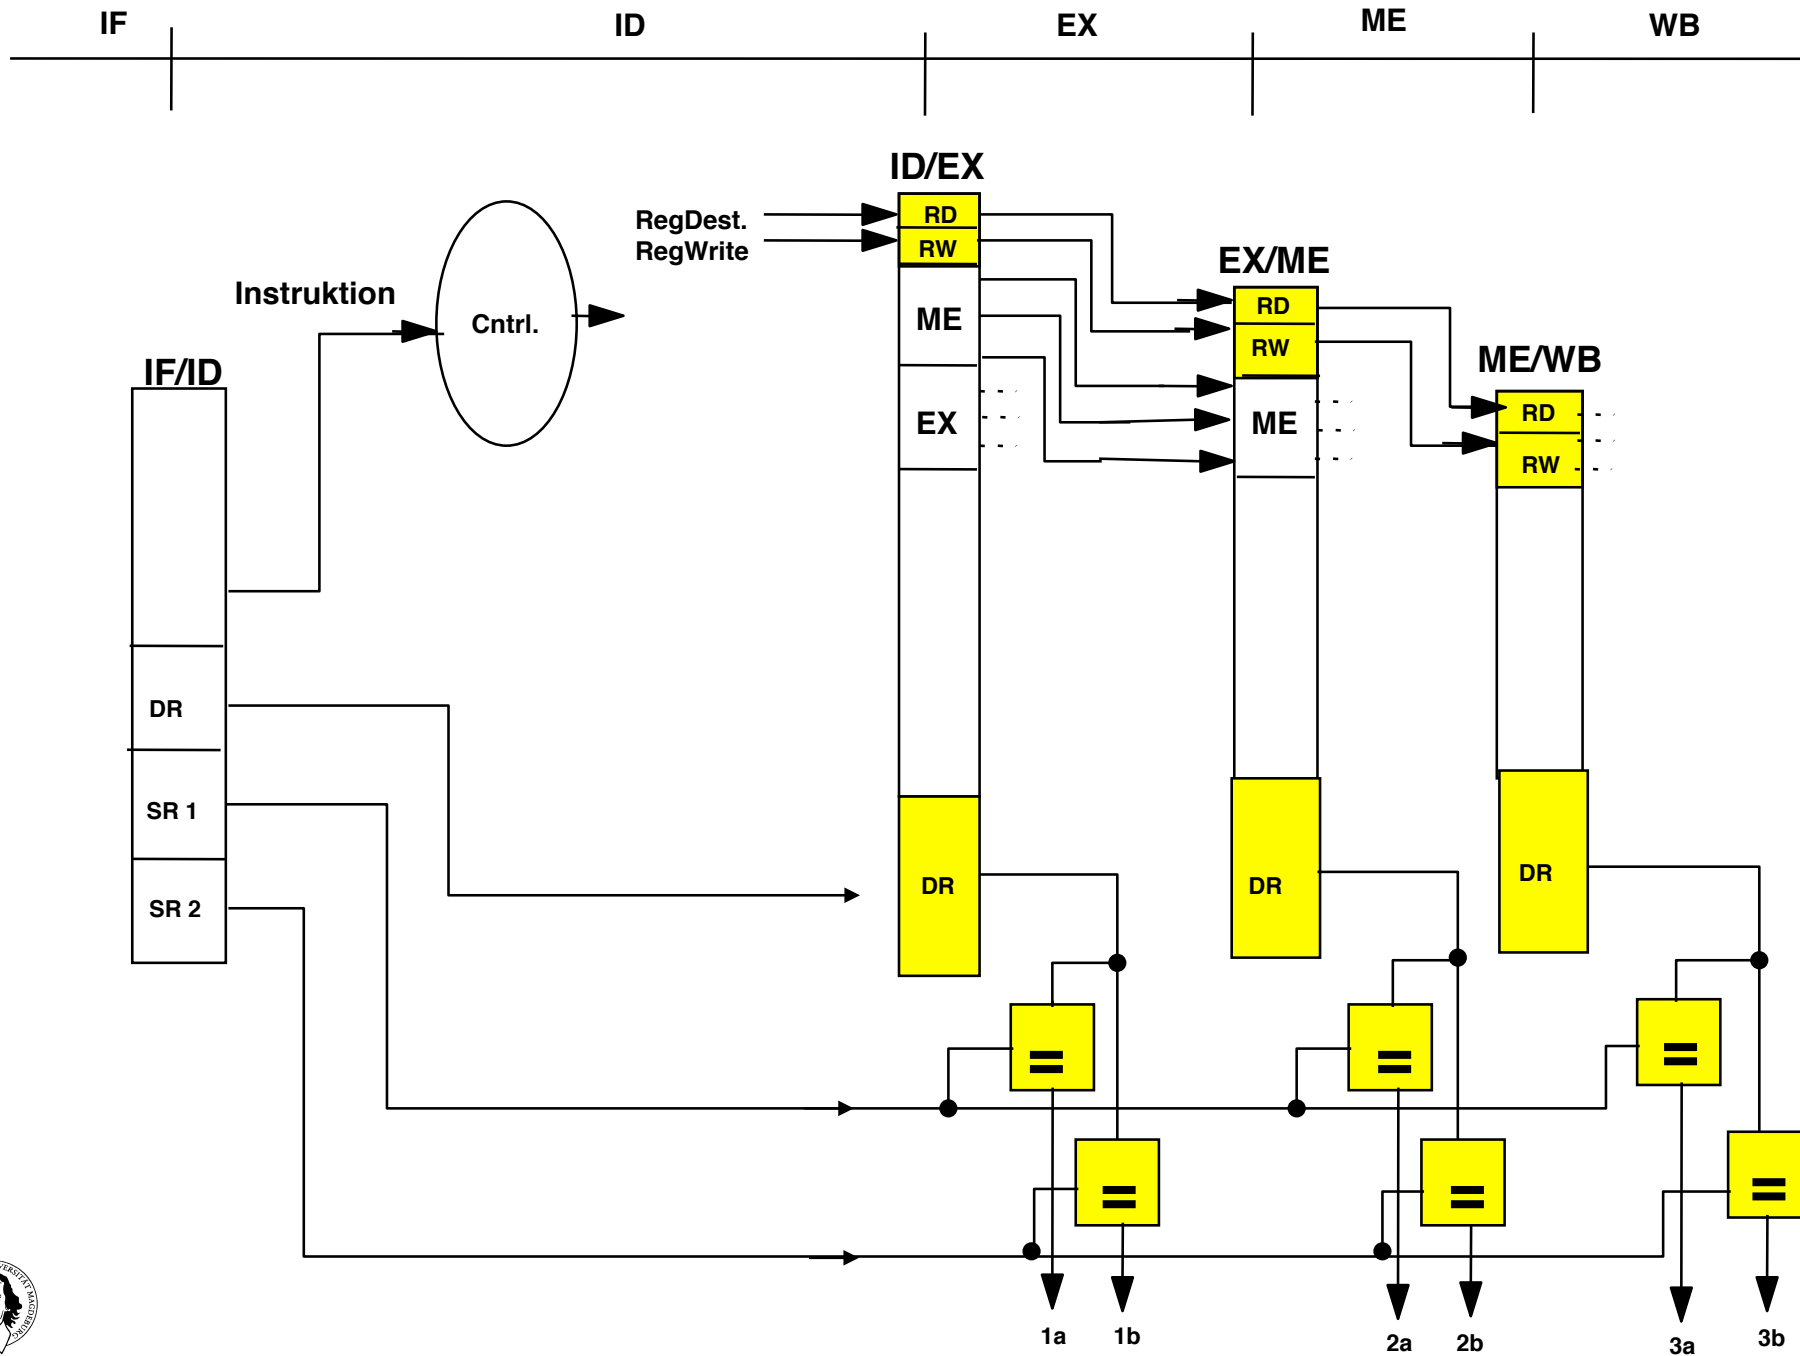 IF
ID
EX
ME
WB
ID/EX
RegDest.
RegWrite
RD
RW
ME
EX
DR
EX/ME
RD
RW
ME
DR
ME/WB
RD
RW
DR
Instruktion
Cntrl.
IF/ID
DR
SR 1
SR 2
=
=
=
=
=
=
1a
1b
2a
2b
3a
3b
MAGDEBURG